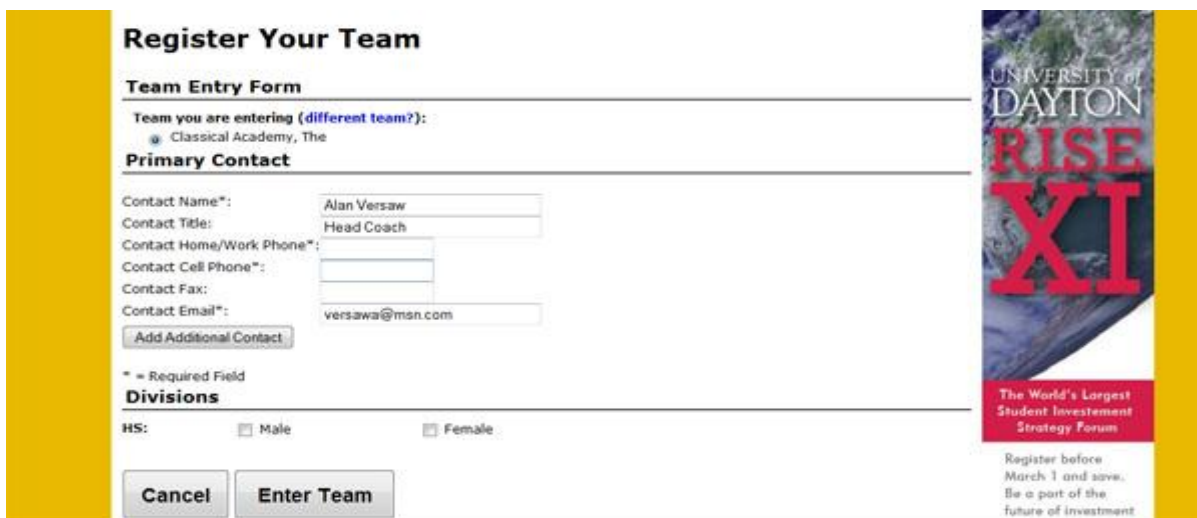 Register Your Team
Team Entry Form
Team you are entering (different team?):
Classical Academy, The
Primary Contact
Contact Name*: Alan Versaw
Contact Title: Head Coach
Contact Home/Work Phone*:
Contact Cell Phone*:
Contact Fax:
Contact Email*: versawa@msn.com
Add Additional Contact
* = Required Field
Divisions
HS: Male Female
Cancel Enter Team
UNIVERSITY of
DAYTON
RISE
XI
The World's Largest
Student Investement
Strategy Forum
Register before
March 1 and save.
Be a part of the
future of investment